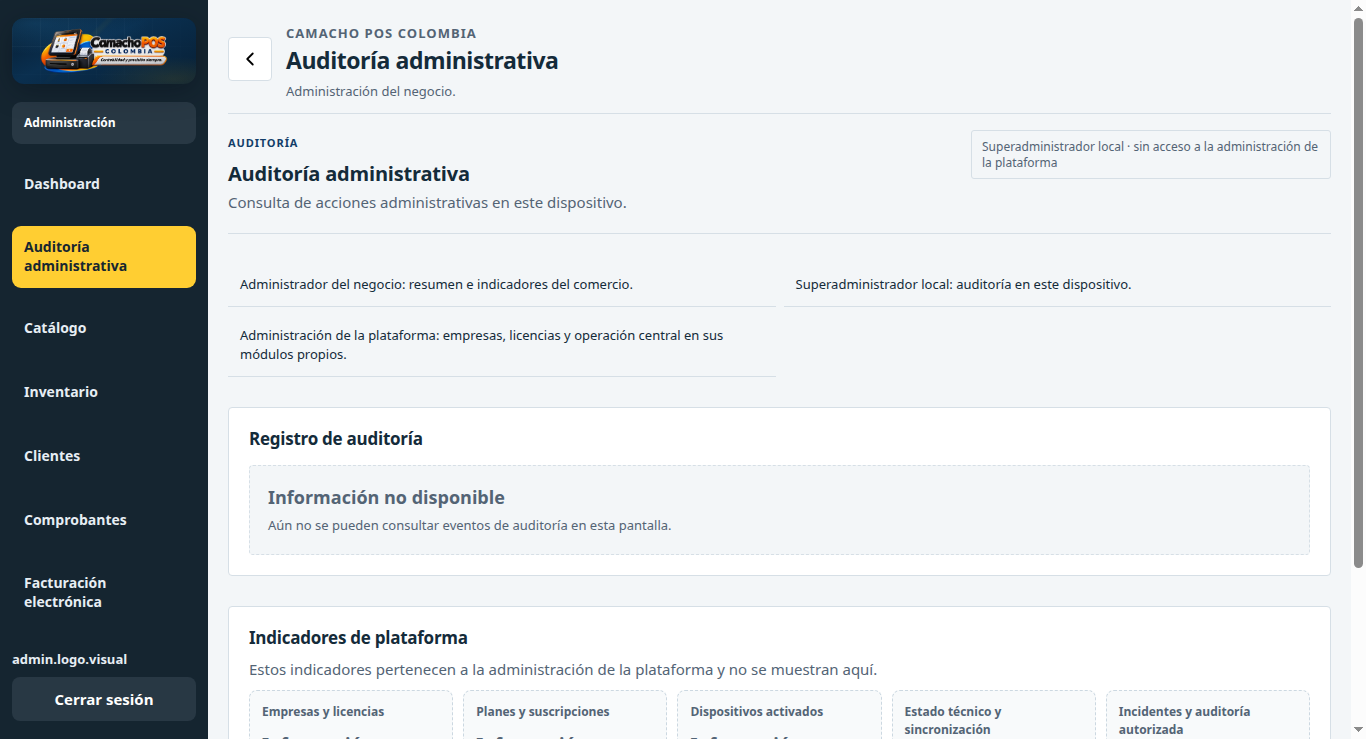 CamachoPOS
COLOMBIA
Contabilidad y precisión siempre.
Administración
Dashboard
Auditoría
administrativa
Catálogo
Inventario
Clientes
Comprobantes
Facturación
electrónica
admin.logo.visual
Cerrar sesión
CAMACHO POS COLOMBIA
Auditoría administrativa
Administración del negocio.
AUDITORÍA
Auditoría administrativa
Consulta de acciones administrativas en este dispositivo.
Superadministrador local · sin acceso a la administración de
la plataforma
Administrador del negocio: resumen e indicadores del comercio.
Superadministrador local: auditoría en este dispositivo.
Administración de la plataforma: empresas, licencias y operación central en sus
módulos propios.
Registro de auditoría
Información no disponible
Aún no se pueden consultar eventos de auditoría en esta pantalla.
Indicadores de plataforma
Estos indicadores pertenecen a la administración de la plataforma y no se muestran aquí.
Empresas y licencias
Planes y suscripciones
Dispositivos activados
Estado técnico y
sincronización
Incidentes y auditoría
autorizada